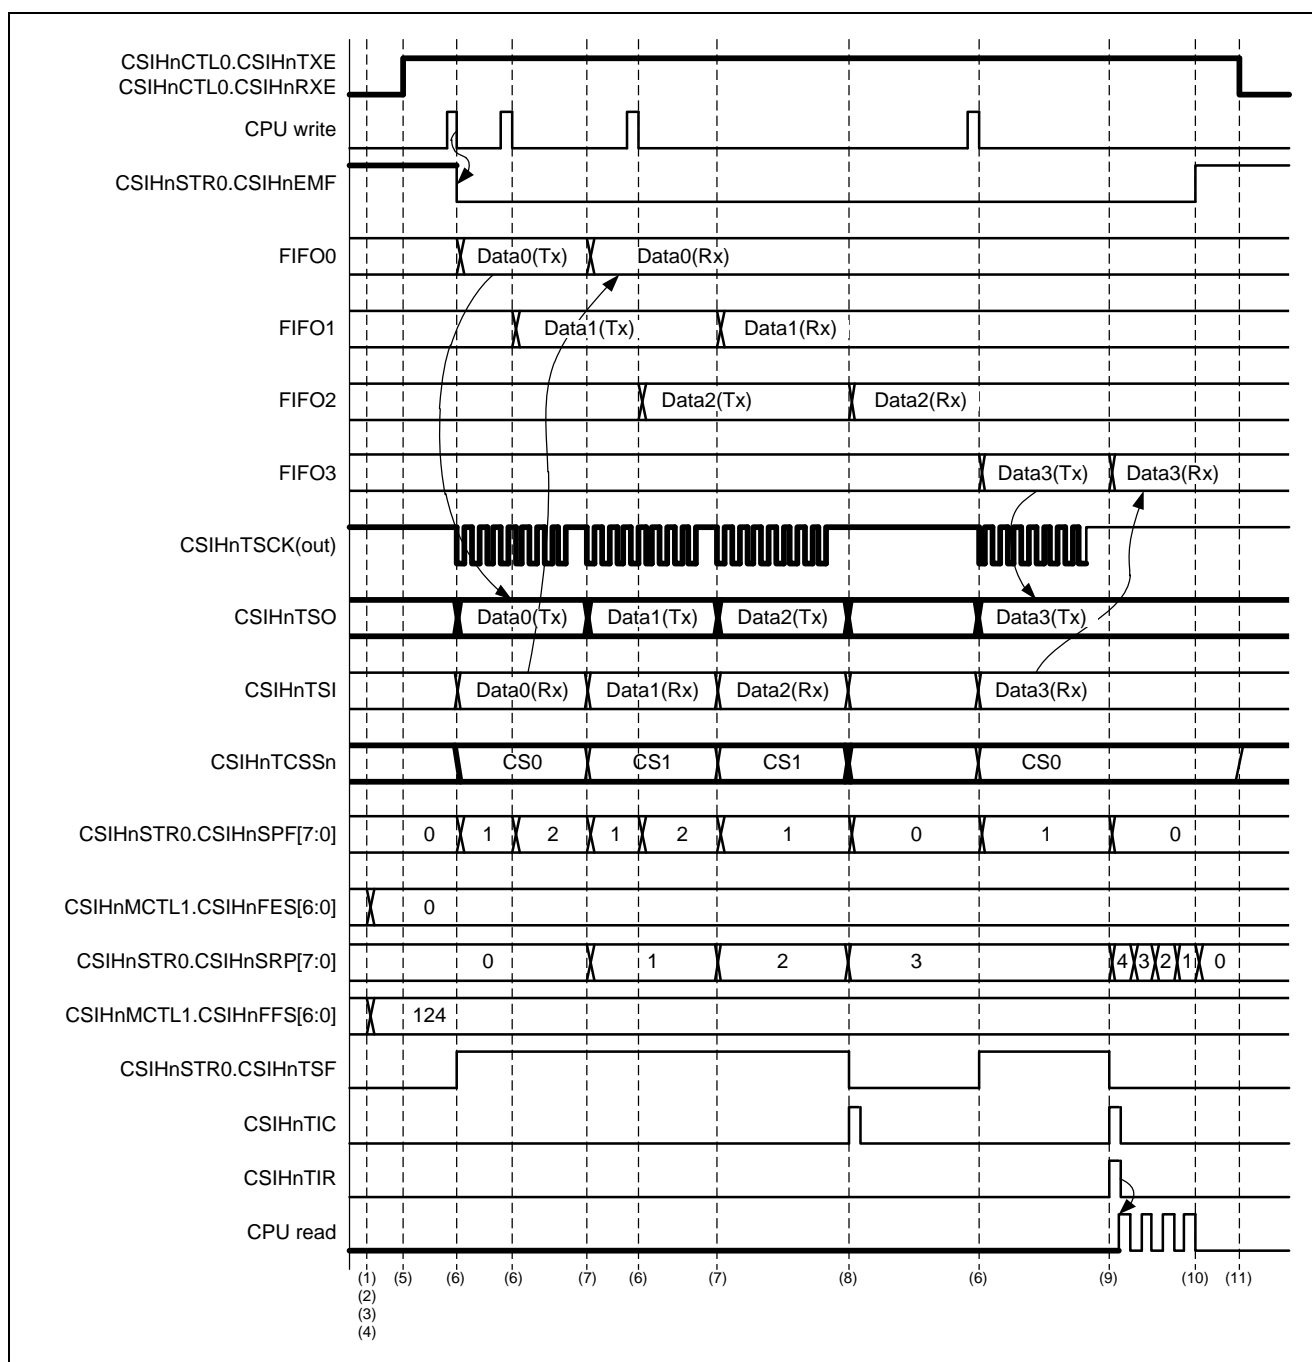 CSIHnCTL0.CSIHnTXE
CSIHnCTL0.CSIHnRXE
CPU write
CSIHnSTR0.CSIHnEMF
FIFO0 Data0(Tx) Data0(Rx)
FIFO1 Data1(Tx) Data1(Rx)
FIFO2 Data2(Tx) Data2(Rx)
FIFO3 Data3(Tx) Data3(Rx)
CSIHnTSCK(out)
CSIHnTSO Data0(Tx) Data1(Tx) Data2(Tx) Data3(Tx)
CSIHnTSI Data0(Rx) Data1(Rx) Data2(Rx) Data3(Rx)
CSIHnTCSSn CS0 CS1 CS1 CS0
CSIHnSTR0.CSIHnSPF[7:0] 0 1 2 1 2 1 0 1 0
CSIHnMCTL1.CSIHnFES[6:0] 0
CSIHnSTR0.CSIHnSRP[7:0] 0 1 2 3 4 3 2 1 0
CSIHnMCTL1.CSIHnFFS[6:0] 124
CSIHnSTR0.CSIHnTSF
CSIHnTIC
CSIHnTIR
CPU read
(1) (5) (6) (6) (7) (6) (7) (8) (6) (9) (10) (11)
(2)
(3)
(4)